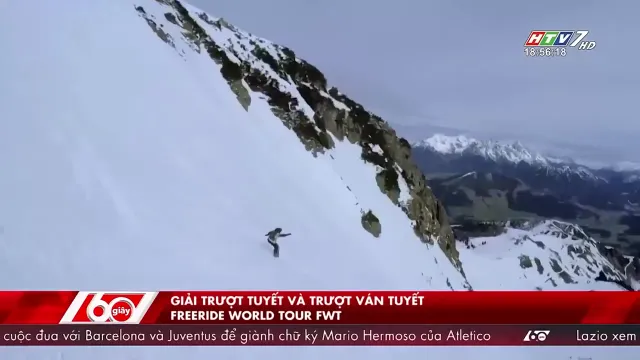 HTV7 HD
18:56:18
60 giây
GIẢI TRƯỢT TUYẾT VÀ TRƯỢT VÁN TUYẾT
FREERIDE WORLD TOUR FWT
cuộc đua với Barcelona và Juventus để giành chữ ký Mario Hermoso của Atletico 60 Lazio xem